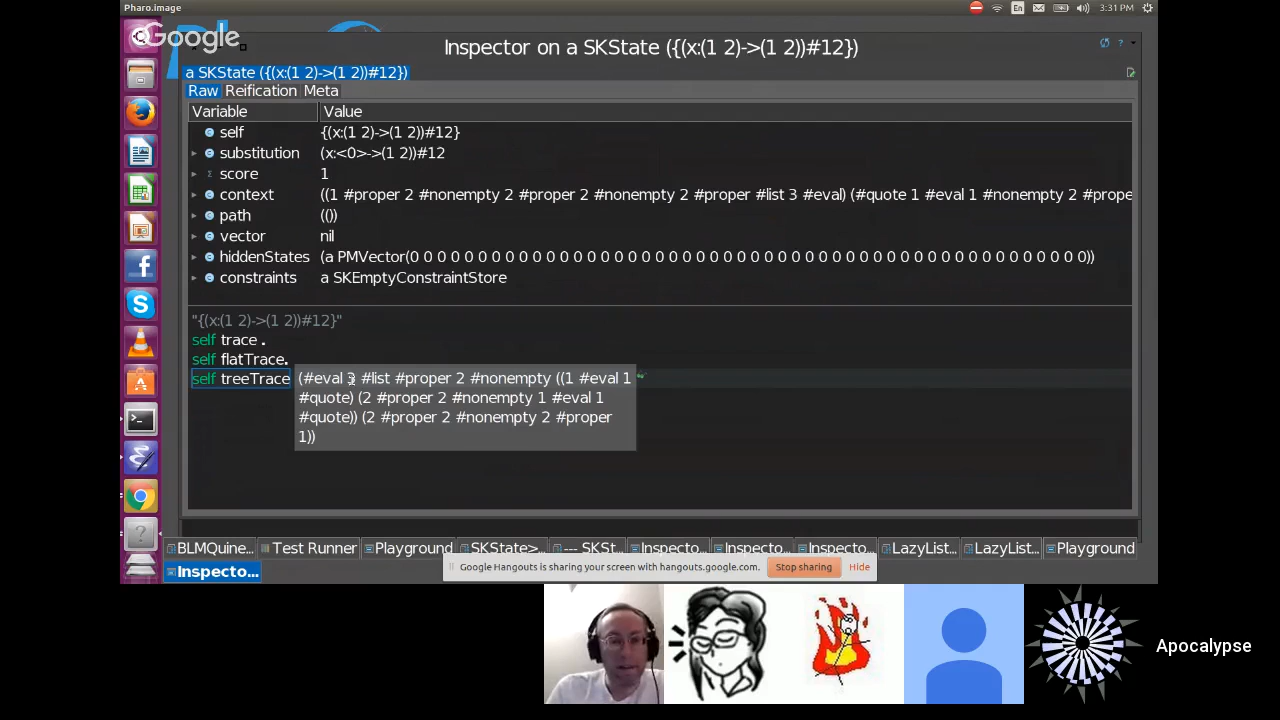 Pharo.image
En
3:31 PM
Google
Inspector on a SKState ({(x:(1 2)->(1 2))#12})
?
a SKState ({(x:(1 2)->(1 2))#12})
Raw Reification Meta
Variable Value
self {(x:(1 2)->(1 2))#12}
substitution (x:<0>->(1 2))#12
score 1
context ((1 #proper 2 #nonempty 2 #proper 2 #nonempty 2 #proper #list 3 #eval) (#quote 1 #eval 1 #nonempty 2 #prope
path (())
vector nil
hiddenStates (a PMVector(0 0 0 0 0 0 0 0 0 0 0 0 0 0 0 0 0 0 0 0 0 0 0 0 0 0 0 0 0 0 0 0 0 0 0 0 0 0 0 0 0 0 0 0 0 0 0 0 0 0))
constraints a SKEmptyConstraintStore
"{(x:(1 2)->(1 2))#12}"
self trace .
self flatTrace.
self treeTrace (#eval 3 #list #proper 2 #nonempty ((1 #eval 1
#quote) (2 #proper 2 #nonempty 1 #eval 1
#quote)) (2 #proper 2 #nonempty 2 #proper
1))
BLMQuine... Test Runner Playground SKState>... --- SKSt... Inspecto... Inspecto... Inspecto... LazyList... LazyList... Playground
Inspecto...
Google Hangouts is sharing your screen with hangouts.google.com. Stop sharing Hide
Apocalypse